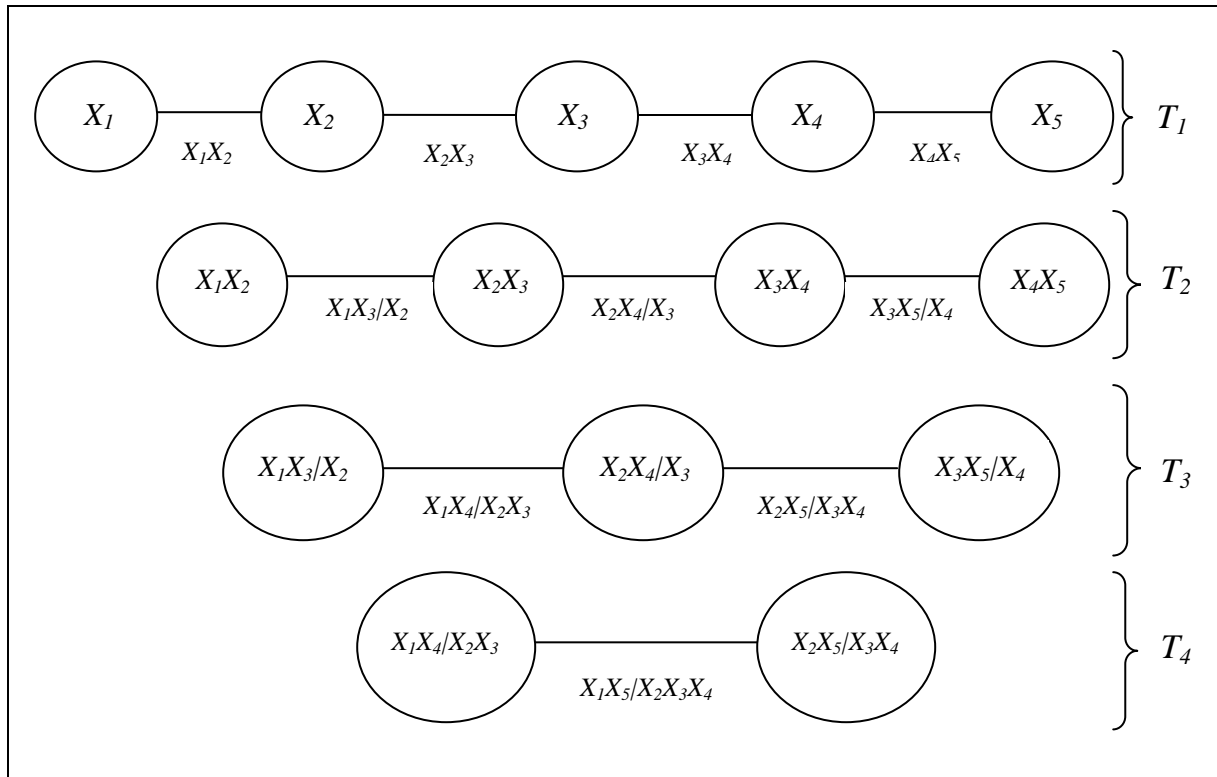 X₁ X₂ X₃ X₄ X₅ T₁
X₁X₂ X₂X₃ X₃X₄ X₄X₅
X₁X₂ X₂X₃ X₃X₄ X₄X₅ T₂
X₁X₃/X₂ X₂X₄/X₃ X₃X₅/X₄
X₁X₃/X₂ X₂X₄/X₃ X₃X₅/X₄ T₃
X₁X₄/X₂X₃ X₂X₅/X₃X₄
X₁X₄/X₂X₃ X₂X₅/X₃X₄ T₄
X₁X₅/X₂X₃X₄